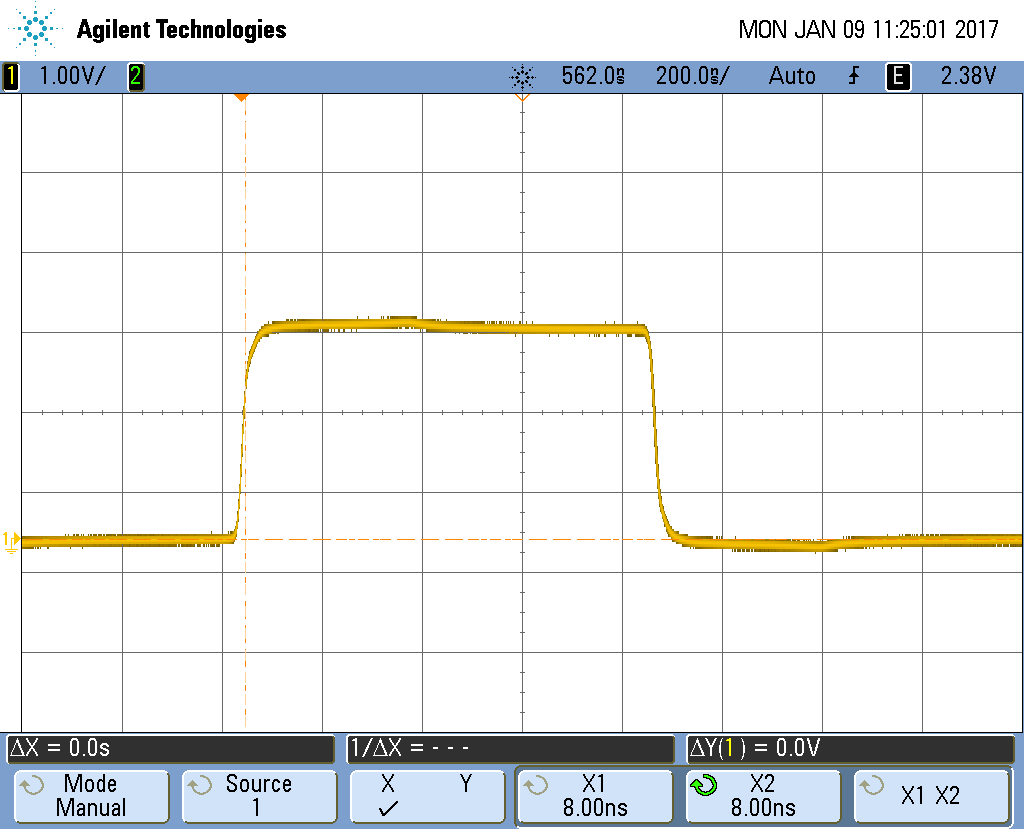 Agilent Technologies MON JAN 09 11:25:01 2017
1 1.00V/ 2 562.0ns 200.0ns/ Auto E 2.38V
1
ΔX = 0.0s 1/ΔX = - - - ΔY(1) = 0.0V
Mode Source X Y X1 X2 X1 X2
Manual 1 8.00ns 8.00ns